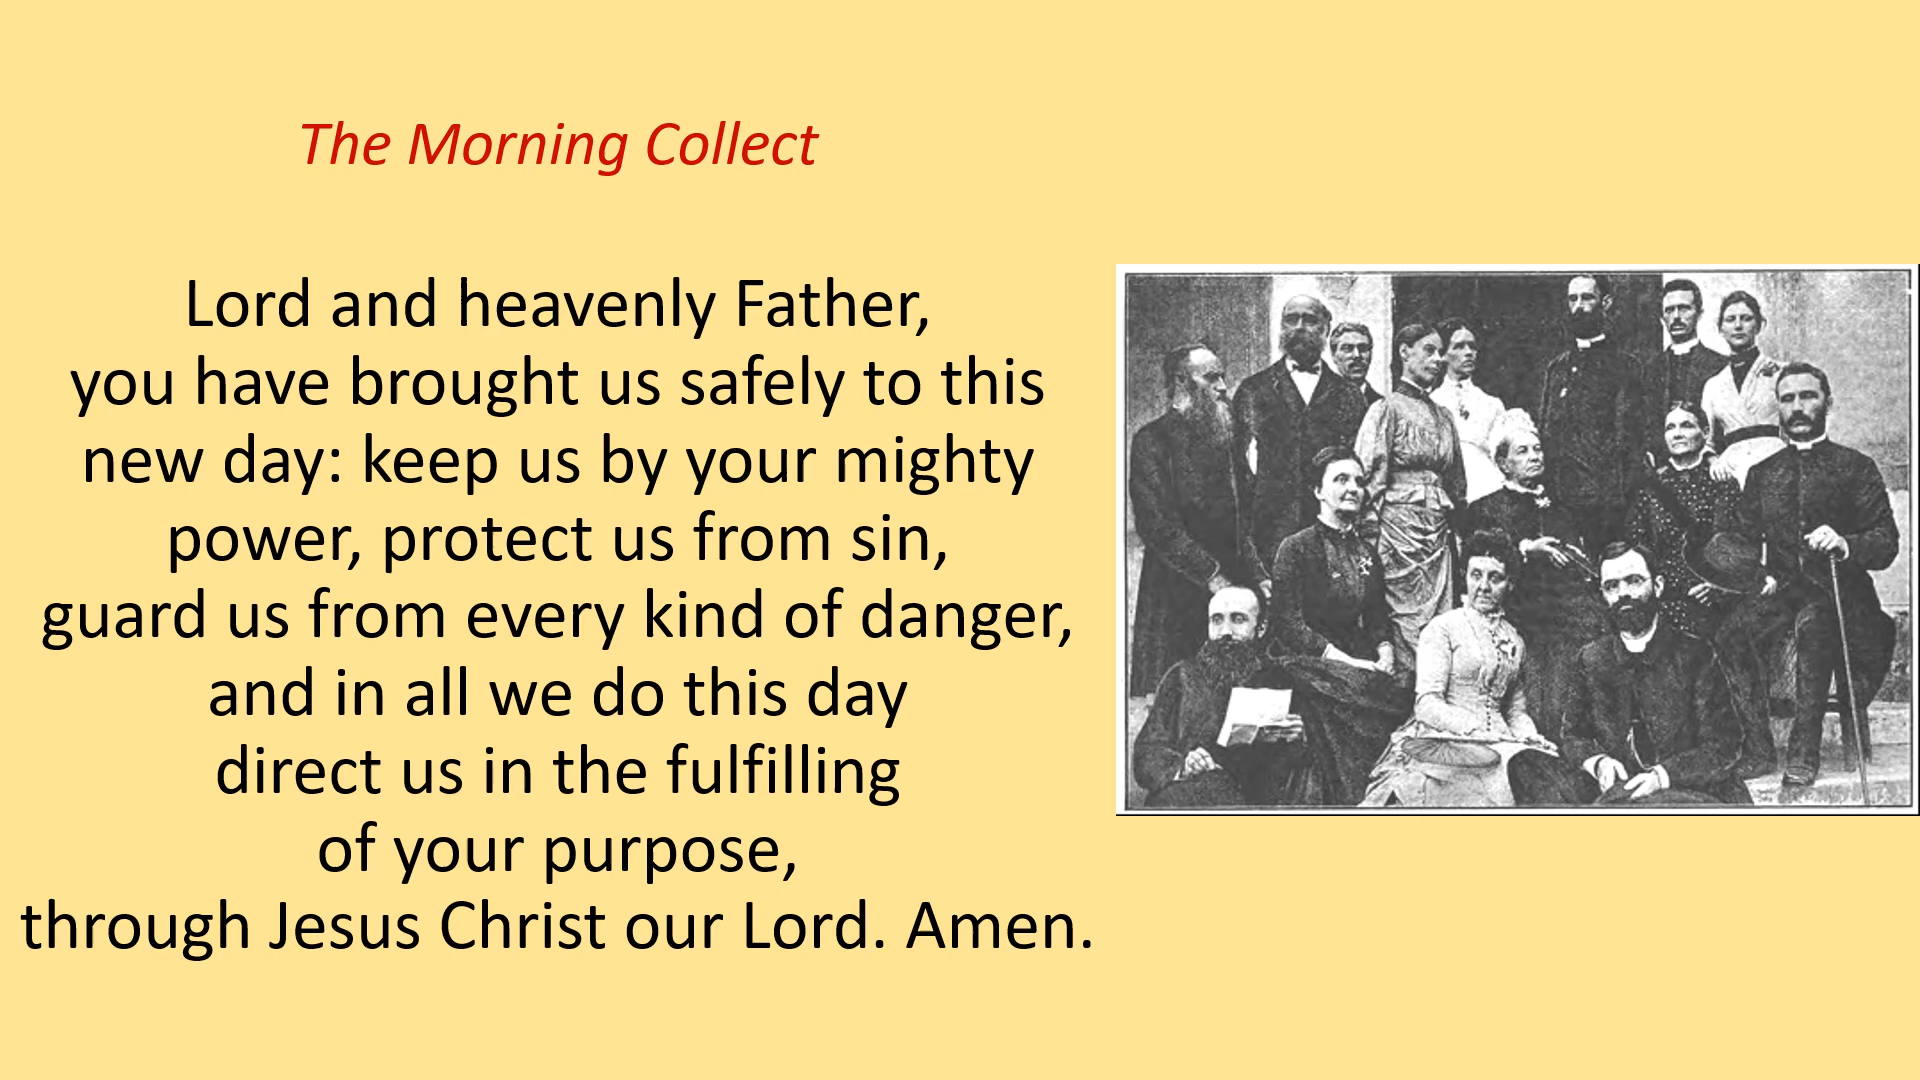 The Morning Collect
Lord and heavenly Father,
you have brought us safely to this
new day: keep us by your mighty
power, protect us from sin,
guard us from every kind of danger,
and in all we do this day
direct us in the fulfilling
of your purpose,
through Jesus Christ our Lord. Amen.